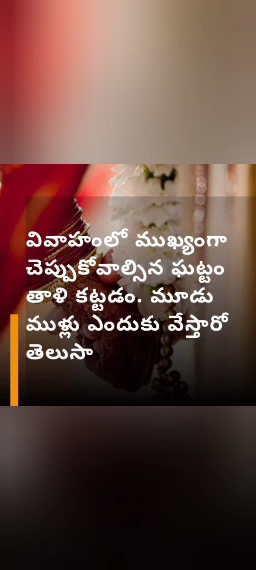 వివాహంలో ముఖ్యంగా
చెప్పుకోవాల్సిన ఘట్టం
తాళి కట్టడం. మూడు
ముళ్లు ఎందుకు వేస్తారో
తెలుసా